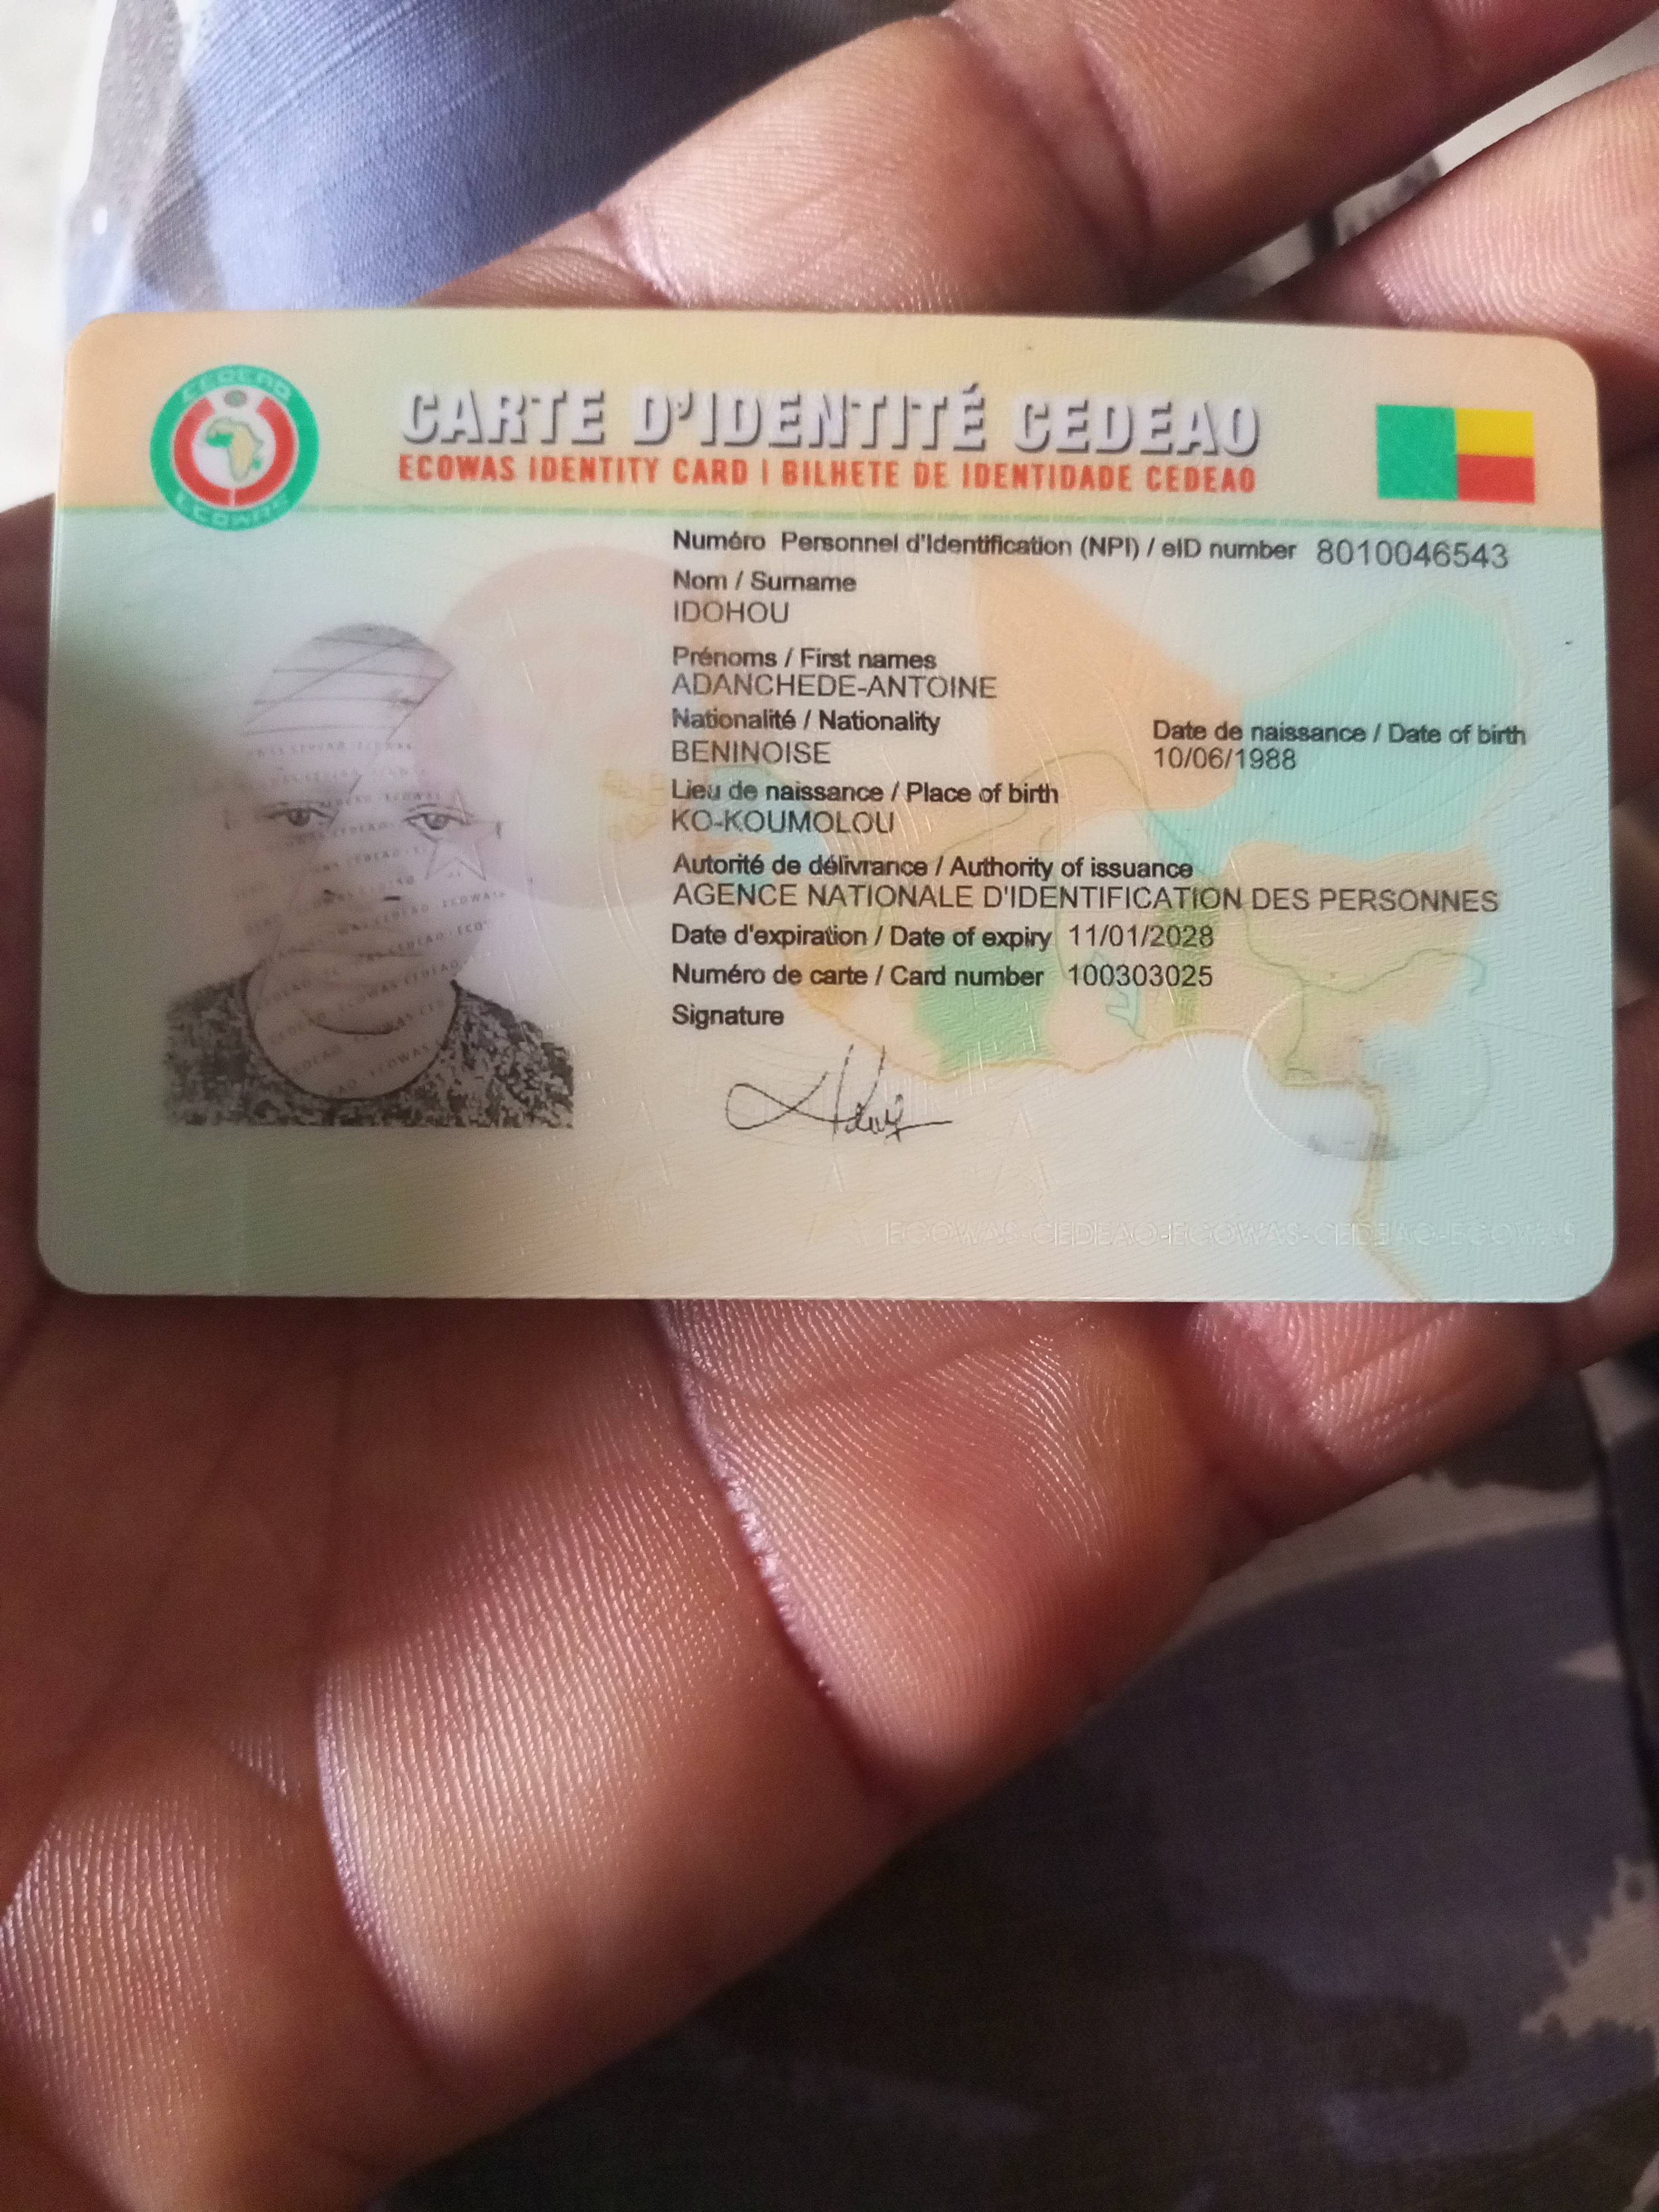 CEDEAO
ECOWAS
CARTE D'IDENTITÉ CEDEAO
ECOWAS IDENTITY CARD | BILHETE DE IDENTIDADE CEDEAO
Numéro Personnel d'Identification (NPI) / eID number 8010046543
Nom / Surname
IDOHOU
Prénoms / First names
ADANCHEDE-ANTOINE
Nationalité / Nationality
BENINOISE
Date de naissance / Date of birth
10/06/1988
Lieu de naissance / Place of birth
KO-KOUMOLOU
Autorité de délivrance / Authority of issuance
AGENCE NATIONALE D'IDENTIFICATION DES PERSONNES
Date d'expiration / Date of expiry 11/01/2028
Numéro de carte / Card number 100303025
Signature
ECOWAS-CEDEAO-ECOWAS-CEDEAO-ECOWAS